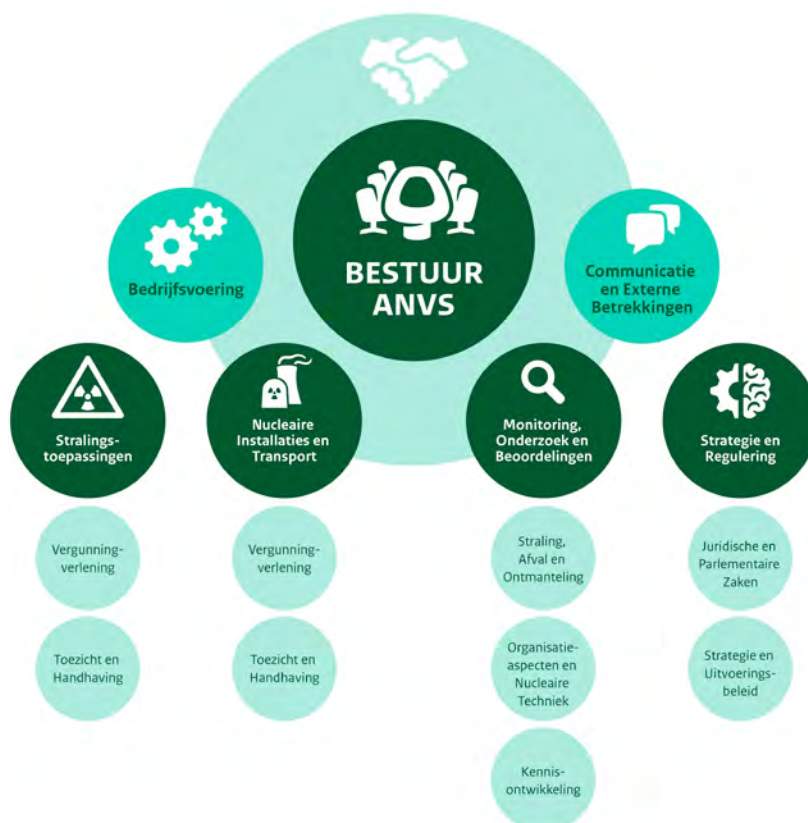 BESTUUR
ANVS
Bedrijfsvoering
Communicatie
en Externe
Betrekkingen
Stralings-
toepassingen
Nucleaire
Installaties en
Transport
Monitoring,
Onderzoek en
Beoordelingen
Strategie en
Regulering
Vergunning-
verlening
Vergunning-
verlening
Straling,
Afval en
Ontmanteling
Juridische en
Parlementaire
Zaken
Toezicht en
Handhaving
Toezicht en
Handhaving
Organisatie-
aspecten en
Nucleaire
Techniek
Strategie en
Uitvoerings-
beleid
Kennis-
ontwikkeling